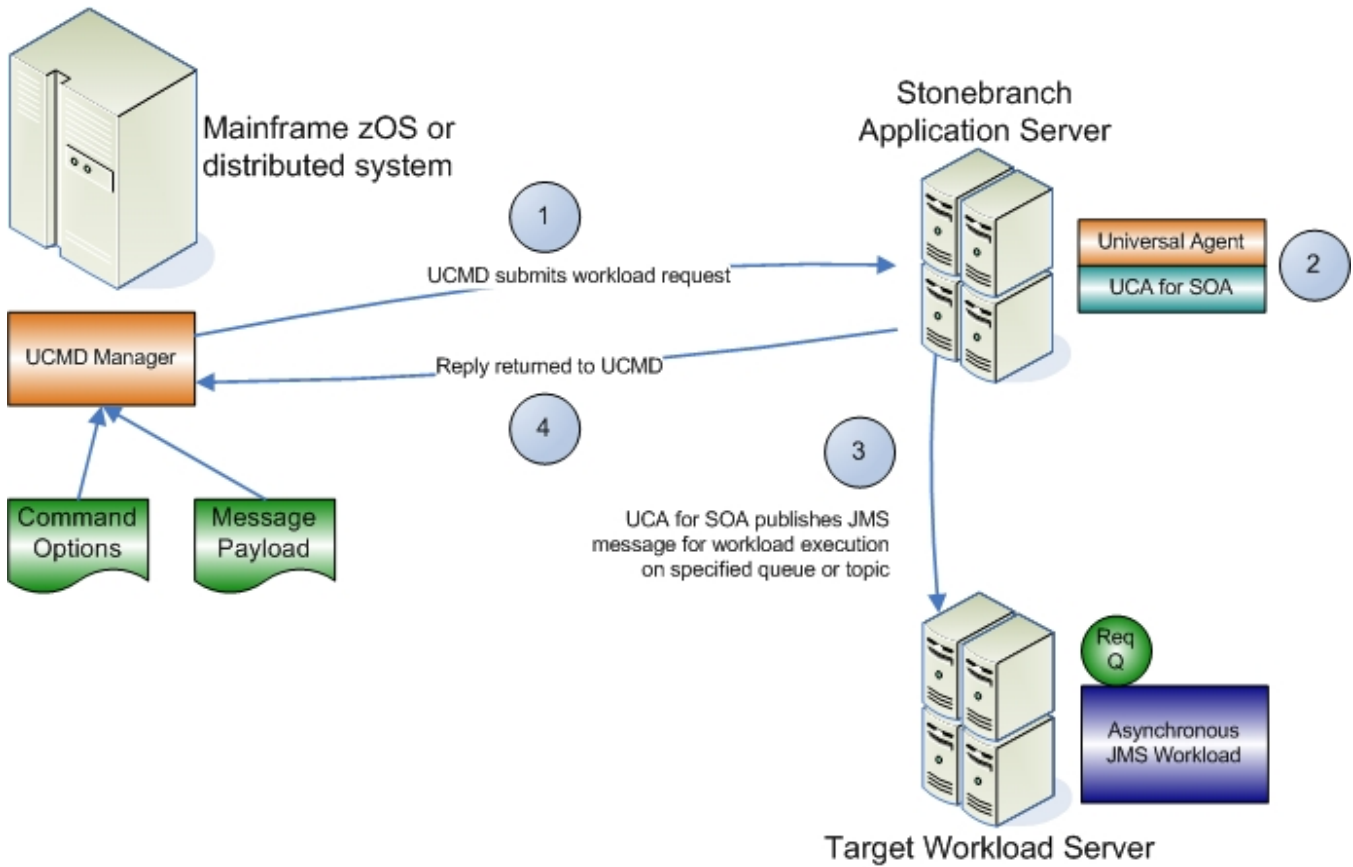 Mainframe zOS or
distributed system
Stonebranch
Application Server
1
UCMD submits workload request
Universal Agent
UCA for SOA
2
UCMD Manager
Reply returned to UCMD
4
3
Command
Options
Message
Payload
UCA for SOA publishes JMS
message for workload execution
on specified queue or topic
Req
Q
Asynchronous
JMS Workload
Target Workload Server